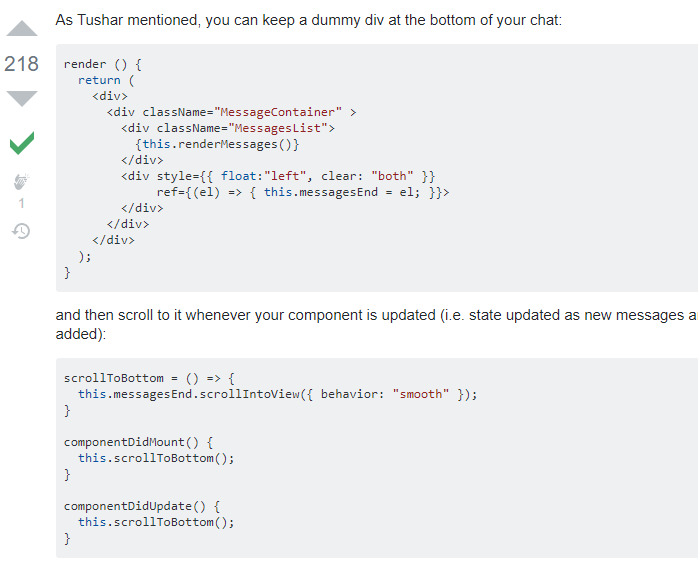 As Tushar mentioned, you can keep a dummy div at the bottom of your chat:
218
render () {
  return (
    <div>
      <div className="MessageContainer" >
        <div className="MessagesList">
          {this.renderMessages()}
        </div>
        <div style={{ float:"left", clear: "both" }}
             ref={(el) => { this.messagesEnd = el; }}>
        </div>
      </div>
    </div>
  );
}
1
and then scroll to it whenever your component is updated (i.e. state updated as new messages a
added):
scrollToBottom = () => {
  this.messagesEnd.scrollIntoView({ behavior: "smooth" });
}
componentDidMount() {
  this.scrollToBottom();
}
componentDidUpdate() {
  this.scrollToBottom();
}